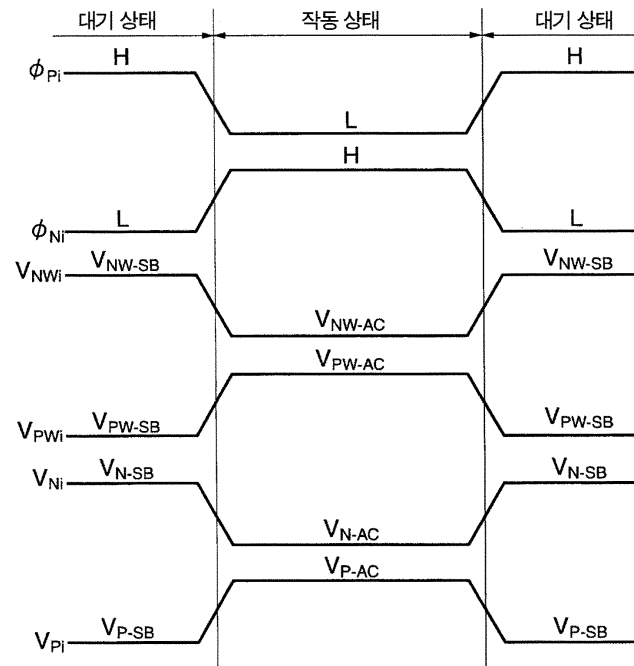 대기 상태 작동 상태 대기 상태
H H
ϕPi
L
H
L L
ϕNi
VNWi VNW-SB VNW-SB
VNW-AC
VPW-AC
VPWi VPW-SB VPW-SB
VNi VN-SB VN-SB
VN-AC
VP-AC
VPi VP-SB VP-SB